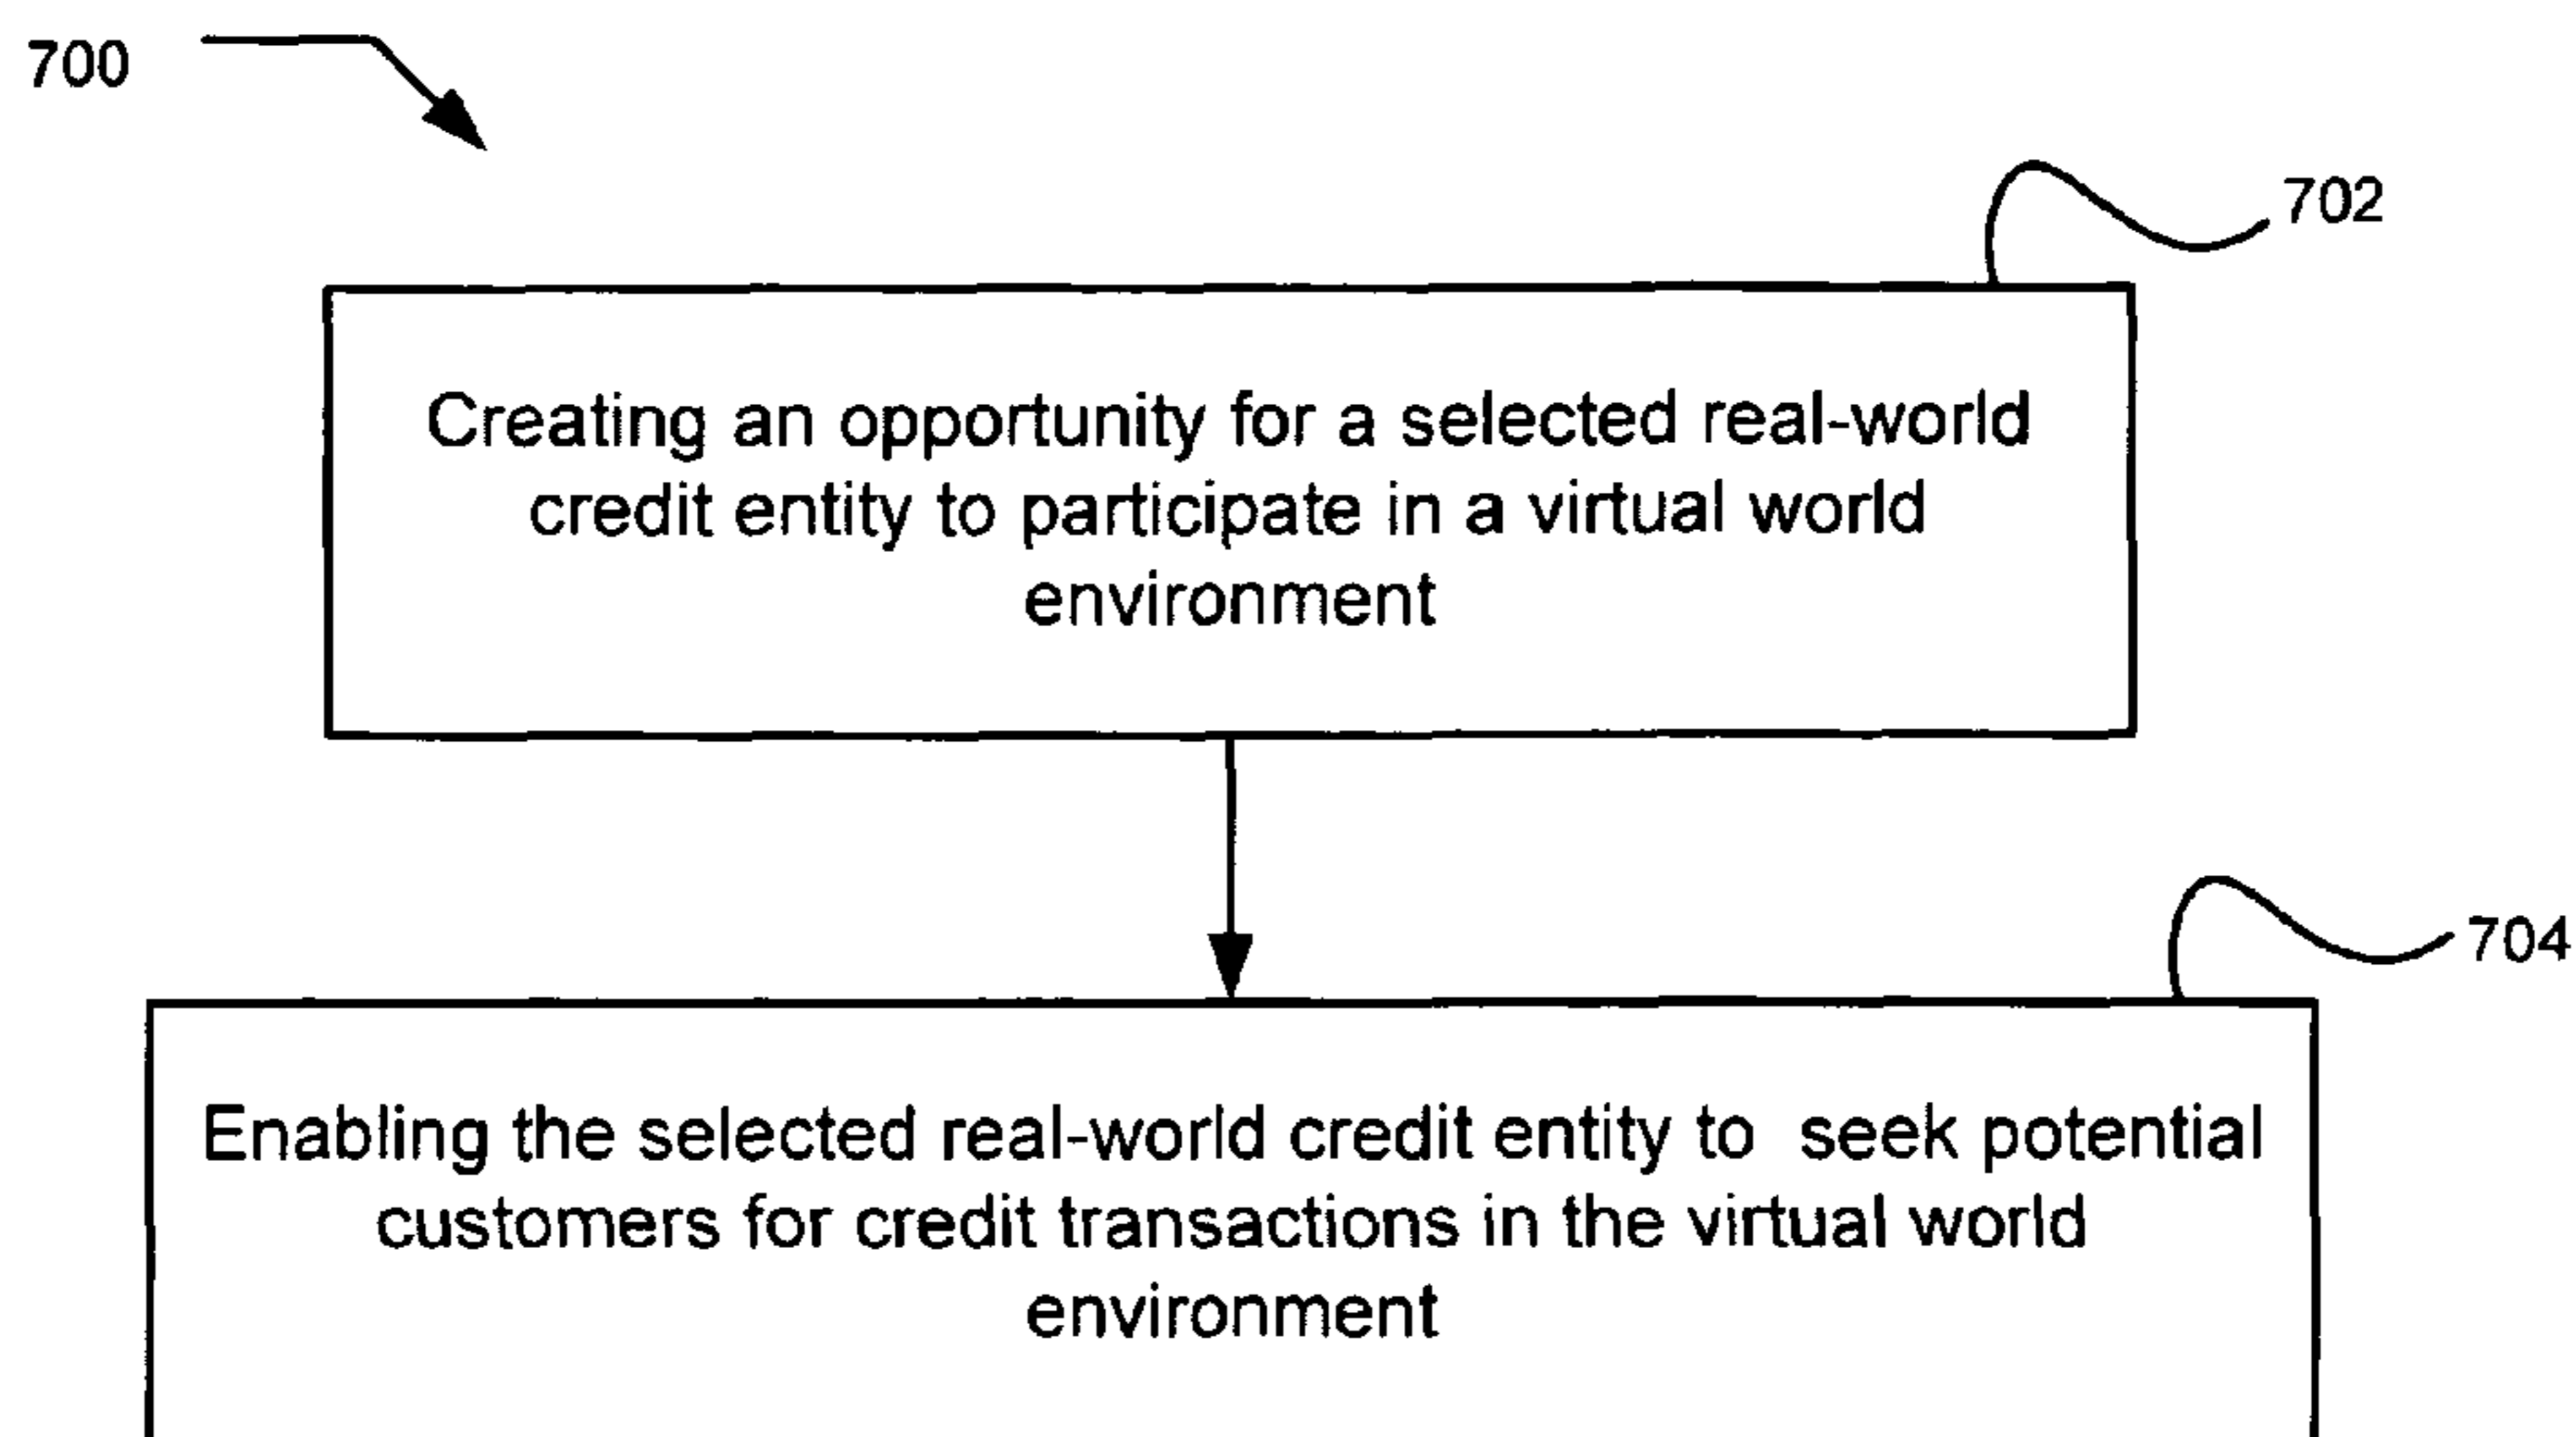 700
702
Creating an opportunity for a selected real-world
credit entity to participate in a virtual world
environment
704
Enabling the selected real-world credit entity to  seek potential
customers for credit transactions in the virtual world
environment